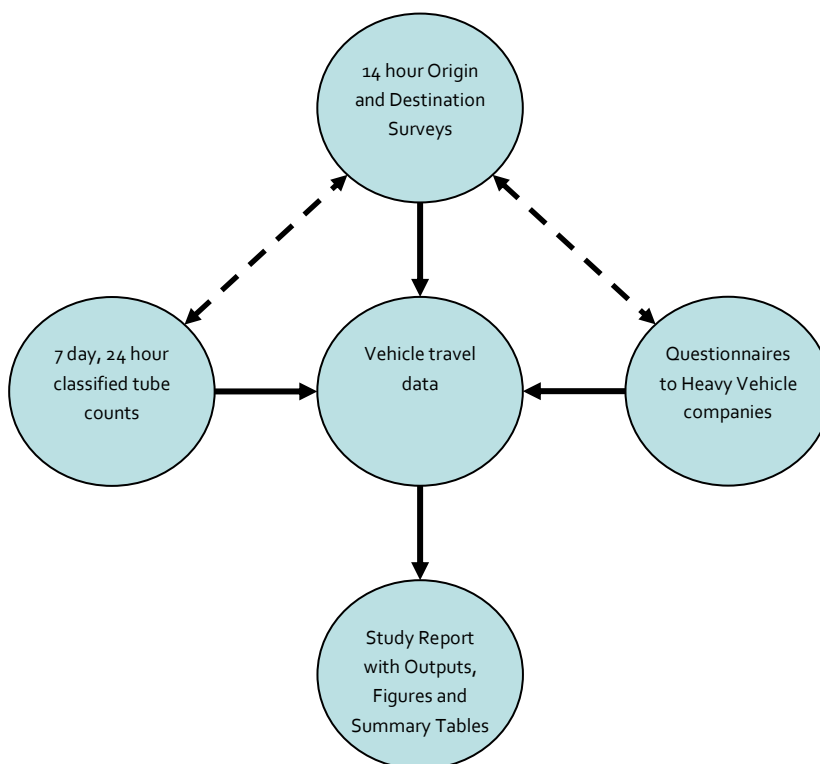 14 hour Origin
and Destination
Surveys
7 day, 24 hour
classified tube
counts
Vehicle travel
data
Questionnaires
to Heavy Vehicle
companies
Study Report
with Outputs,
Figures and
Summary Tables